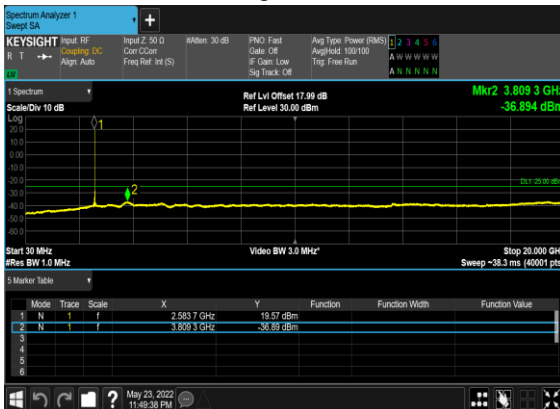 Spectrum Analyzer 1
Swept SA
KEYSIGHT Input: RF Input Z: 50 Ω #Atten: 30 dB PNO: Fast Avg Type: Power (RMS) 1 2 3 4 5 6
R T Coupling: DC Corr CCorr Gate: Off Avg|Hold: 100/100 A W W W W W
Align: Auto Freq Ref: Int (S) IF Gain: Low Trig: Free Run
Sig Track: Off A N N N N N
1 Spectrum Ref Lvl Offset 17.99 dB Mkr2 3.809 3 GHz
Scale/Div 10 dB Ref Level 30.00 dBm -36.894 dBm
Log
20.0
10.0
0.00
-10.0
-20.0
-30.0
-40.0
-50.0
-60.0
1
2
Start 30 MHz Video BW 3.0 MHz* Stop 20.000 GH
#Res BW 1.0 MHz Sweep ~38.3 ms (40001 pts
5 Marker Table
Mode Trace Scale X Y Function Function Width Function Value
1 N 1 f 2.583 7 GHz 19.57 dBm
2 N 1 f 3.809 3 GHz -36.89 dBm
3
4
5
6
? May 23, 2022
11:49:38 PM